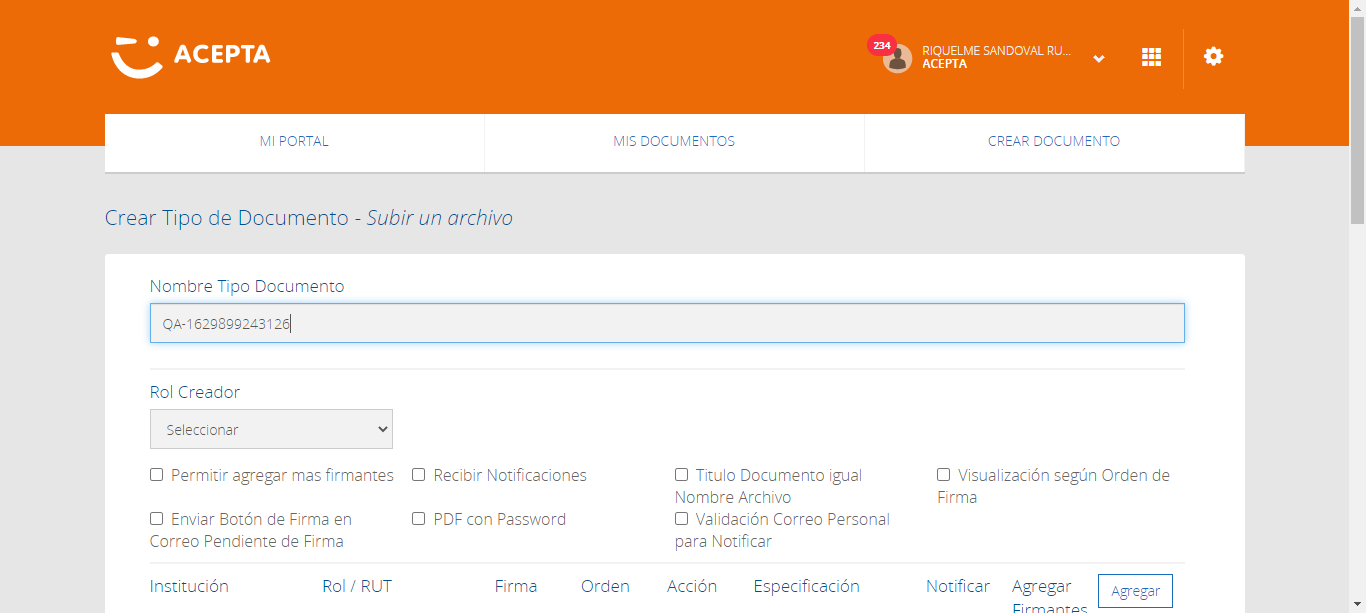 ACEPTA
234
RIQUELME SANDOVAL RU...
ACEPTA
MI PORTAL
MIS DOCUMENTOS
CREAR DOCUMENTO
Crear Tipo de Documento - Subir un archivo
Nombre Tipo Documento
QA-1629899243126
Rol Creador
Seleccionar
Permitir agregar mas firmantes
Recibir Notificaciones
Titulo Documento igual
Nombre Archivo
Visualización según Orden de
Firma
Enviar Botón de Firma en
Correo Pendiente de Firma
PDF con Password
Validación Correo Personal
para Notificar
Institución
Rol / RUT
Firma
Orden
Acción
Especificación
Notificar
Agregar
Firmantes
Agregar